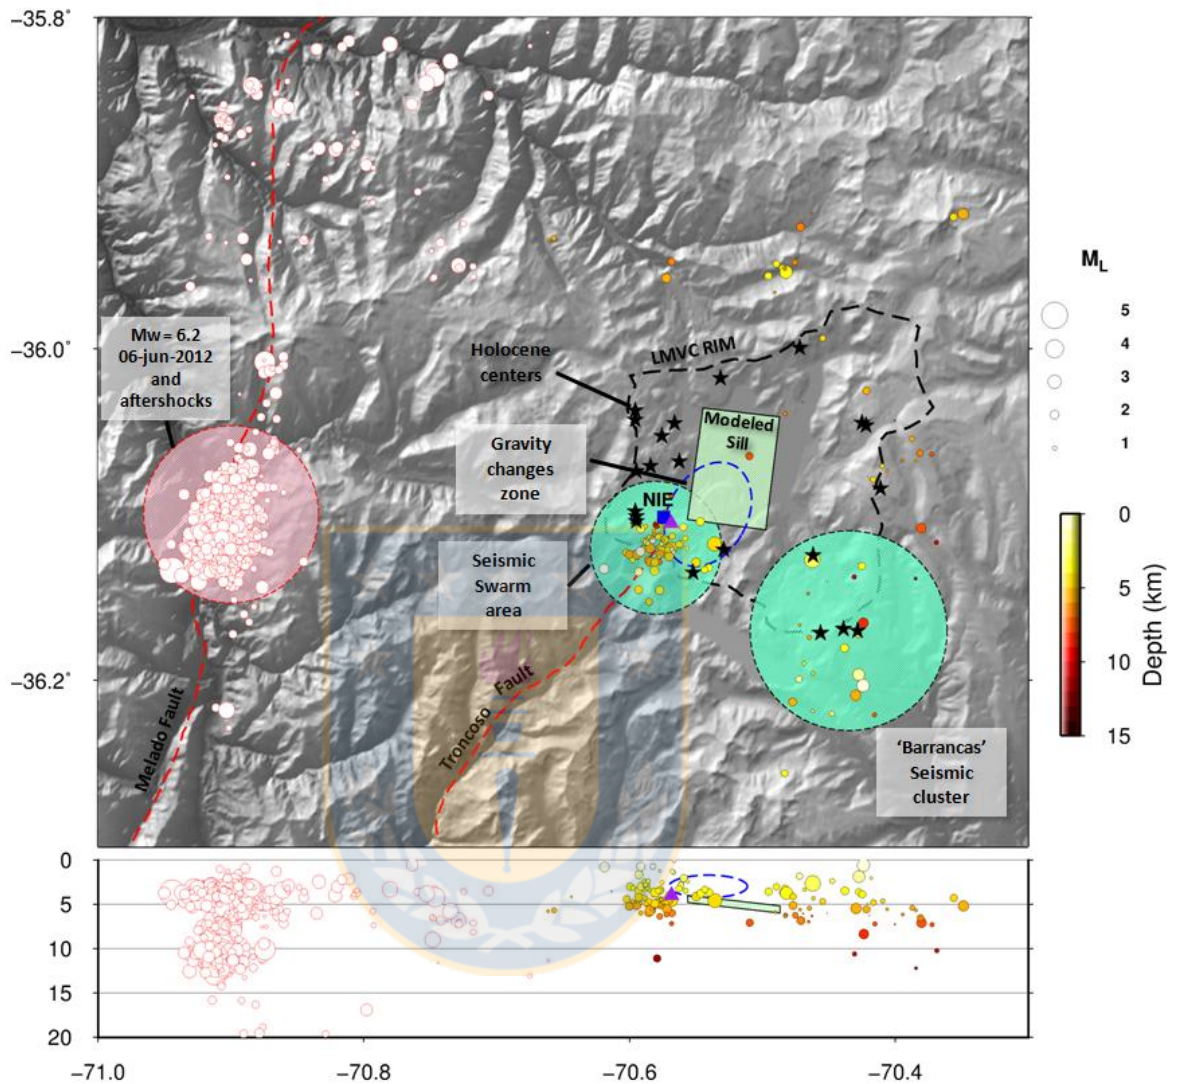 −35.8°
−36.0°
−36.2°
Mw = 6.2
06-jun-2012
and
aftershocks
Holocene
centers
LMVC RIM
Gravity
changes
zone
Modeled
Sill
NIE
Seismic
Swarm
area
Melado Fault
Troncoso Fault
‘Barrancas’
Seismic
cluster
ML
5
4
3
2
1
0
5
10
15
Depth (km)
0
5
10
15
20
−71.0°
−70.8°
−70.6°
−70.4°